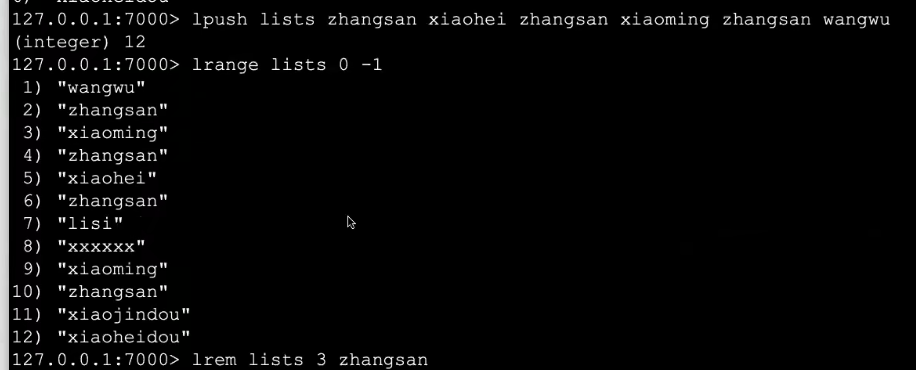 127.0.0.1:7000> lpush lists zhangsan xiaohei zhangsan xiaoming zhangsan wangwu
(integer) 12
127.0.0.1:7000> lrange lists 0 -1
1) "wangwu"
2) "zhangsan"
3) "xiaoming"
4) "zhangsan"
5) "xiaohei"
6) "zhangsan"
7) "lisi"
8) "xxxxxx"
9) "xiaoming"
10) "zhangsan"
11) "xiaojindou"
12) "xiaoheidou"
127.0.0.1:7000> lrem lists 3 zhangsan